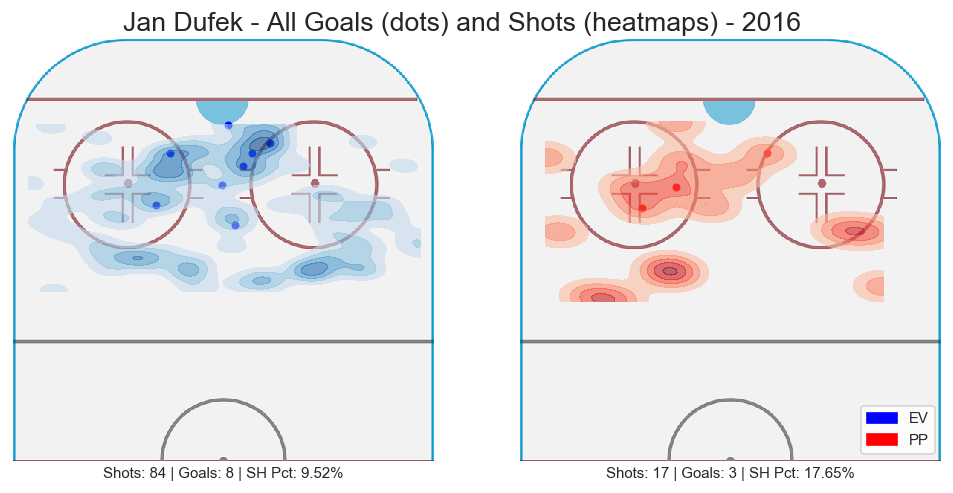 Jan Dufek - All Goals (dots) and Shots (heatmaps) - 2016
EV
PP
Shots: 84 | Goals: 8 | SH Pct: 9.52%
Shots: 17 | Goals: 3 | SH Pct: 17.65%